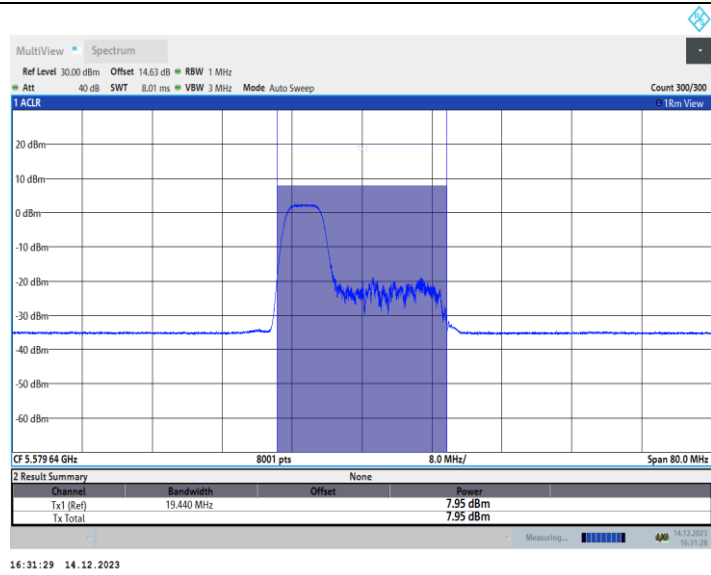 MultiView Spectrum
Ref Level 30.00 dBm Offset 14.63 dB RBW 1 MHz
Att 40 dB SWT 8.01 ms VBW 3 MHz Mode Auto Sweep Count 300/300
1 ACLR 1Rm View
20 dBm
10 dBm
0 dBm
-10 dBm
-20 dBm
-30 dBm
-40 dBm
-50 dBm
-60 dBm
CF 5.579 64 GHz 8001 pts 8.0 MHz/ Span 80.0 MHz
2 Result Summary None
Channel Bandwidth Offset Power
Tx1 (Ref) 19.440 MHz 7.95 dBm
Tx Total 7.95 dBm
Measuring... 14.12.2023
16:31:28
16:31:29 14.12.2023